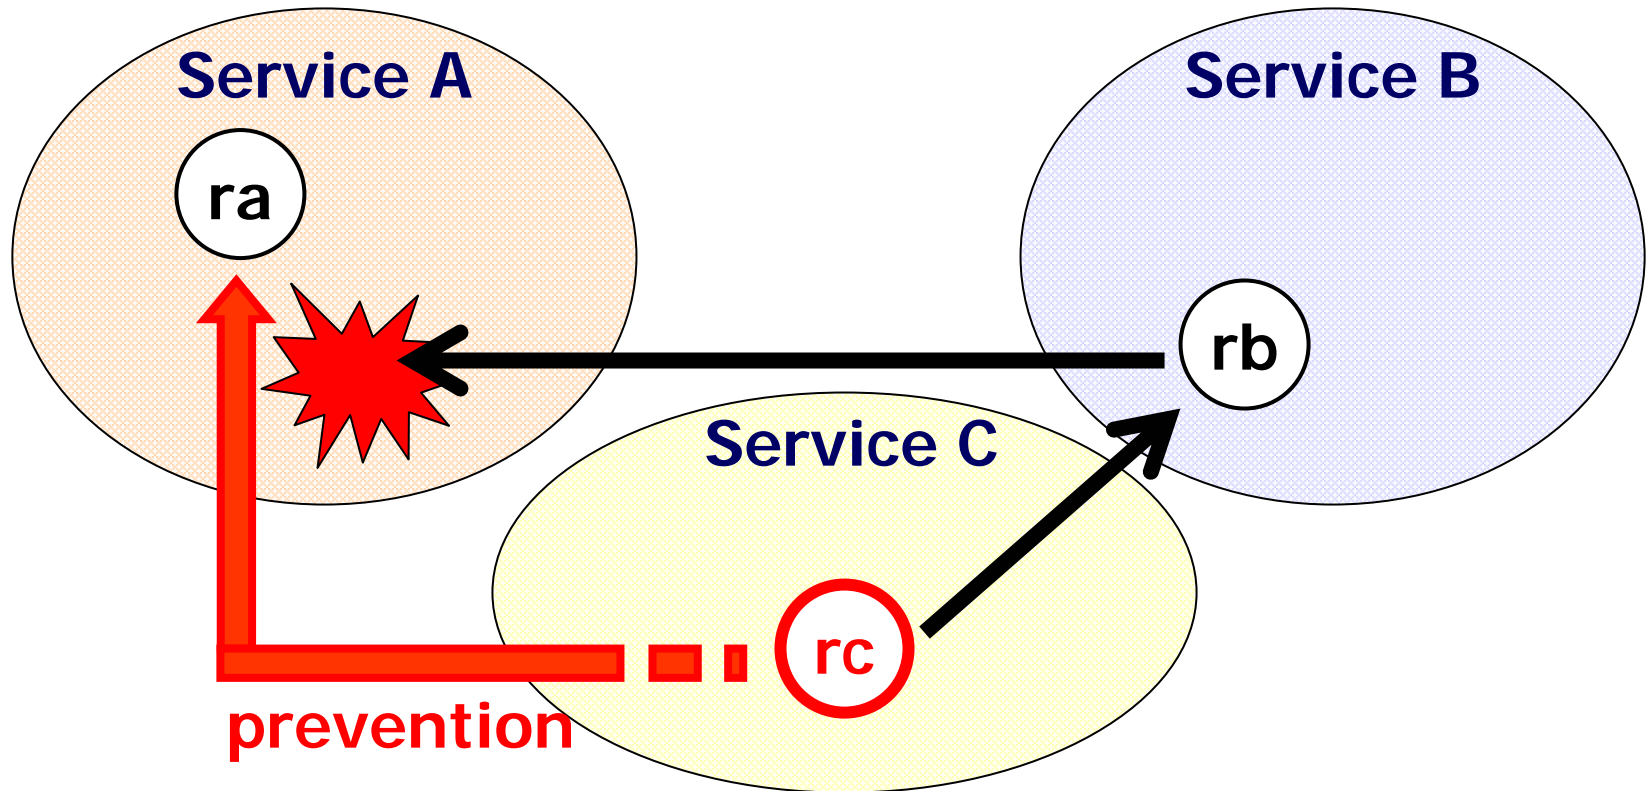 Service A
Service B
ra
rb
Service C
rc
prevention